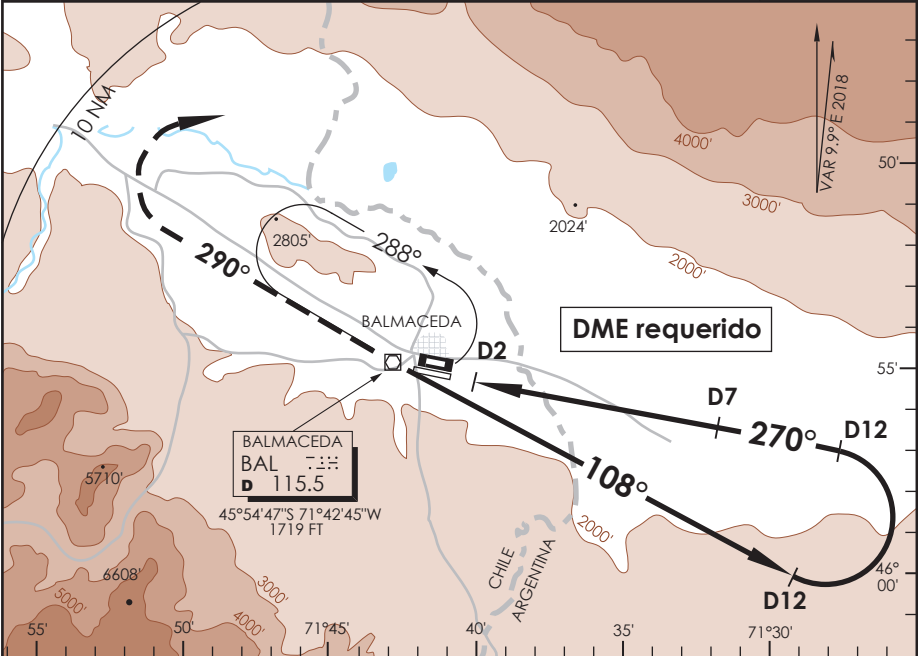 10 NM
4000'
VAR 9.9° E 2018
50'
3000'
2024'
2805'
288°
290°
2000'
BALMACEDA
DME requerido
D2
55'
D7
270°
D12
108°
BALMACEDA
BAL
D 115.5
45°54'47"S 71°42'45"W
1719 FT
5710'
2000'
CHILE
ARGENTINA
46°
00'
6608'
D12
3000'
5000'
4000'
55'
50'
71°45'
40'
35'
71°30'